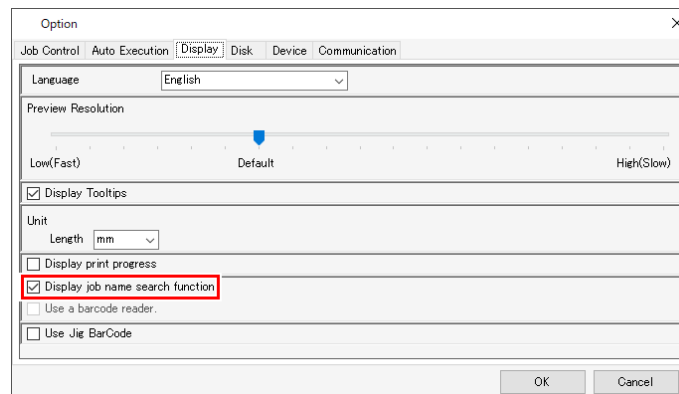 Option
Job Control Auto Execution Display Disk Device Communication
Language English
Preview Resolution
Low(Fast) Default High(Slow)
Display Tooltips
Unit
Length mm
Display print progress
Display job name search function
Use a barcode reader.
Use Jig BarCode
OK Cancel